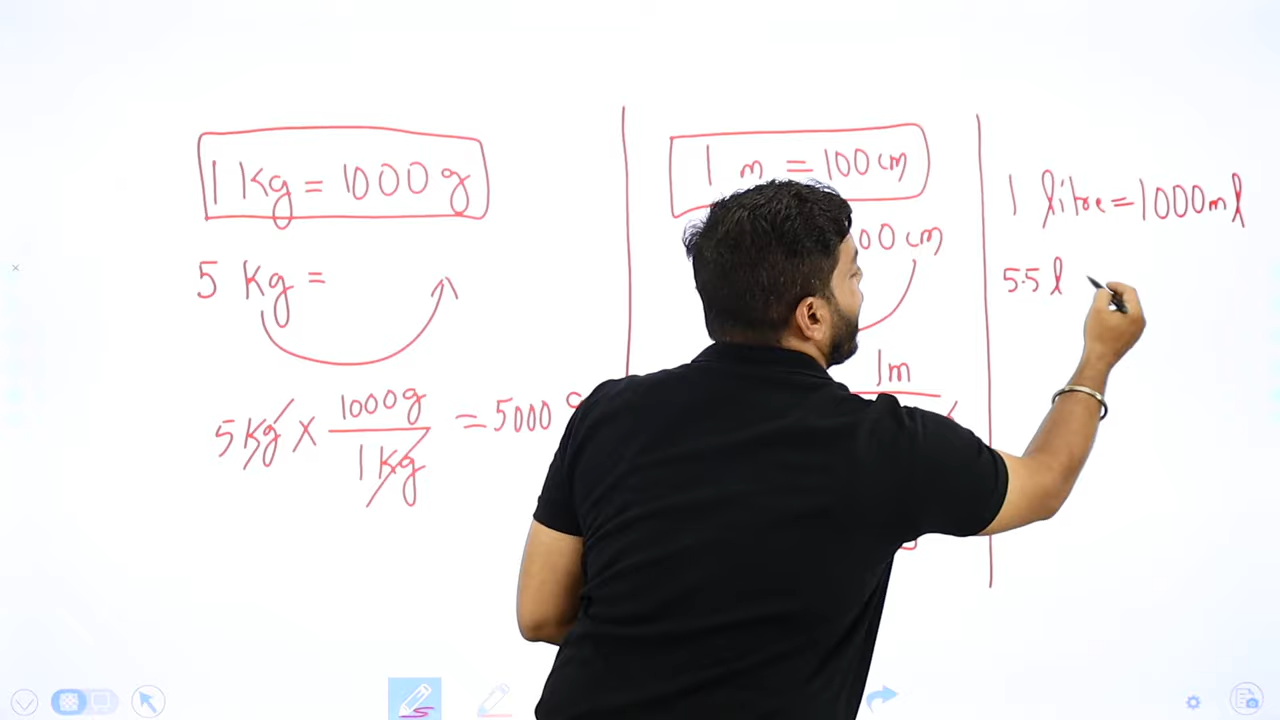 1 Kg = 1000 g
5 Kg =
5 Kg X 1000 g / 1 Kg = 5000
1 m = 100 cm
00 cm
1m
1 litre = 1000 ml
5.5 l